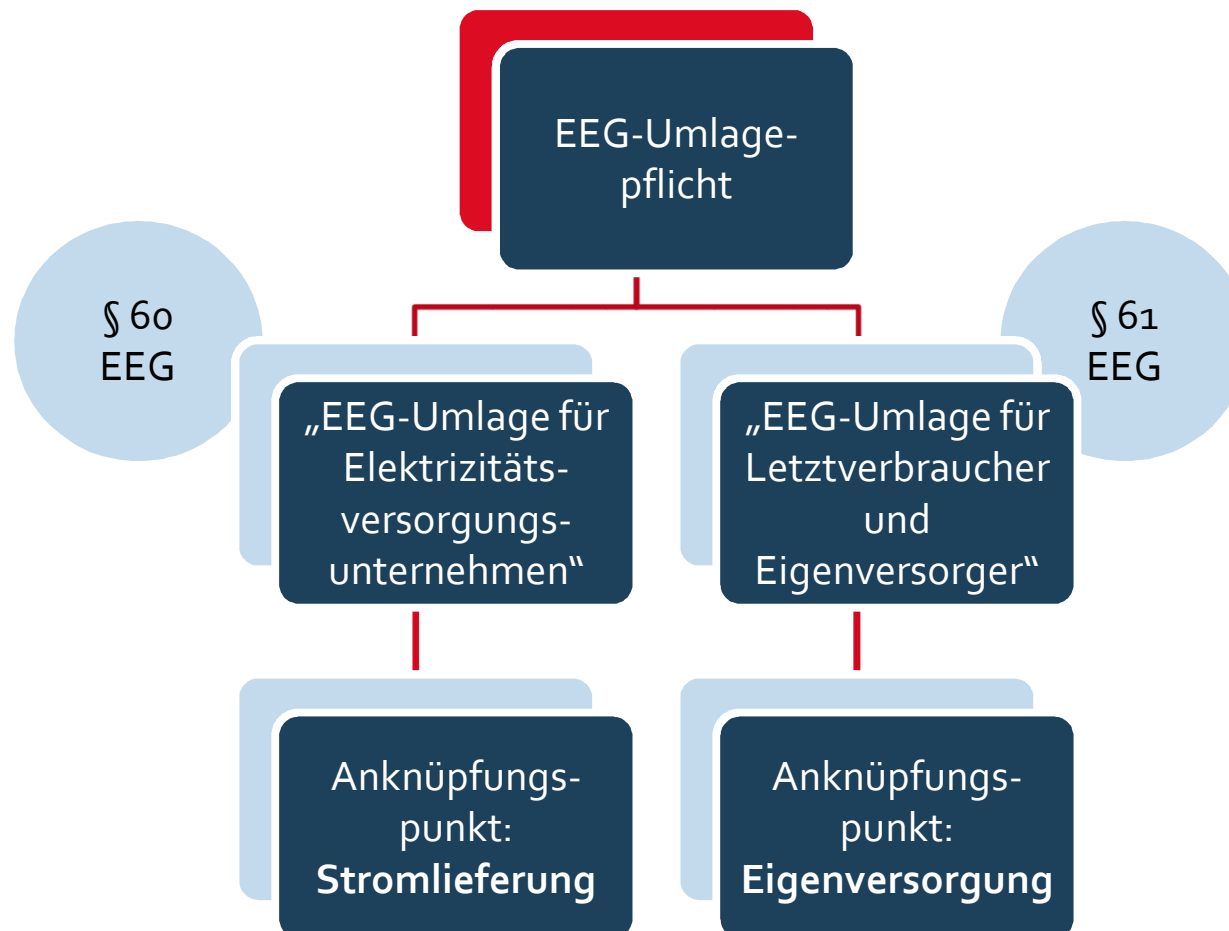 EEG-Umlage-
pflicht
§ 60
EEG
§ 61
EEG
„EEG-Umlage für
Elektrizitäts-
versorgungs-
unternehmen“
„EEG-Umlage für
Letztverbraucher
und
Eigenversorger“
Anknüpfungs-
punkt:
Stromlieferung
Anknüpfungs-
punkt:
Eigenversorgung